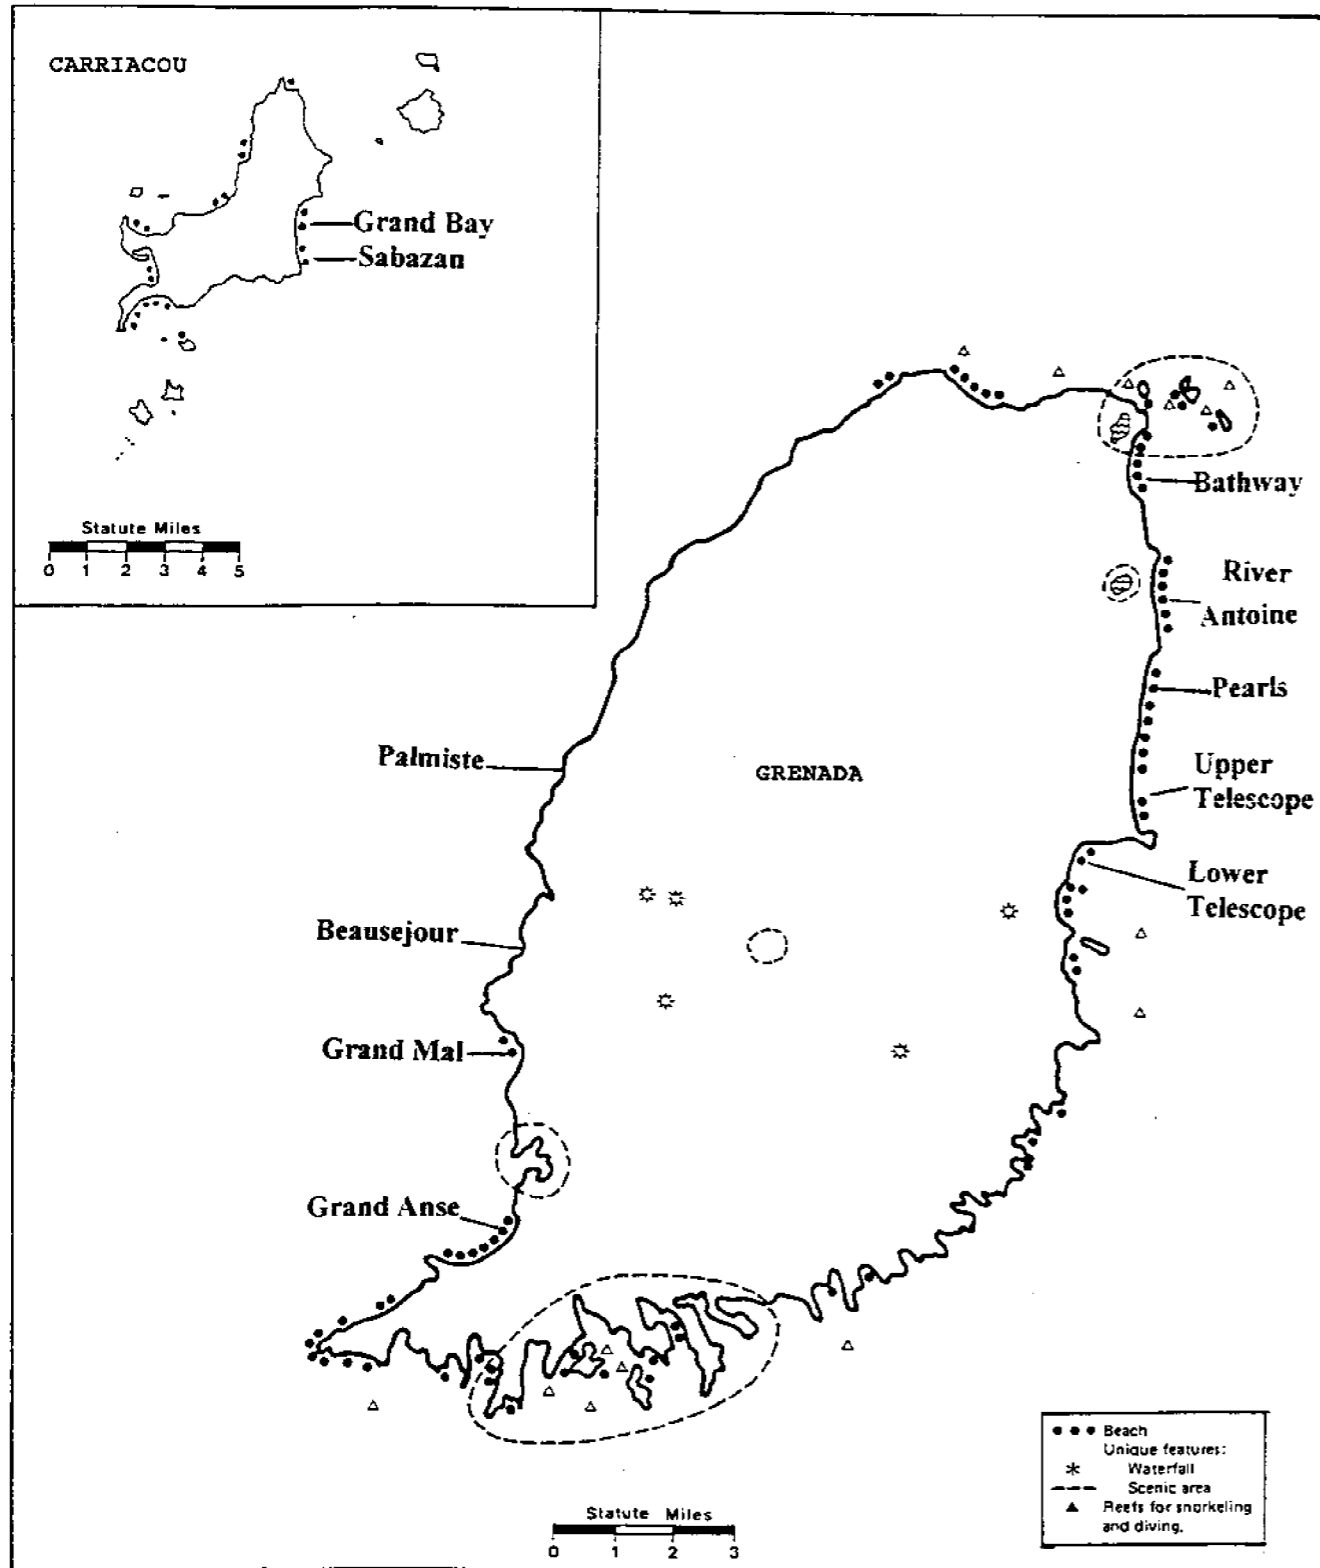 CARRIACOU
Grand Bay
Sabazan
Statute Miles
0 1 2 3 4 5
Bathway
River
Antoine
Pearls
Palmiste
GRENADA
Upper
Telescope
Lower
Telescope
Beausejour
Grand Mal
Grand Anse
Beach
Unique features:
Waterfall
Scenic area
Reefs for snorkeling
and diving.
Statute Miles
0 1 2 3